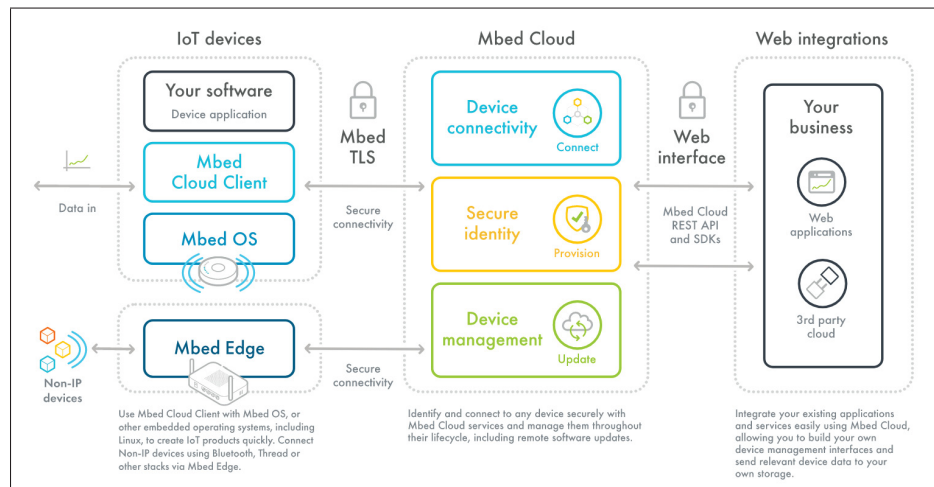 IoT devices
Your software
Device application
Mbed
Cloud Client
Mbed OS
Data in
Mbed Edge
Non-IP
devices
Use Mbed Cloud Client with Mbed OS, or
other embedded operating systems, including
Linux, to create IoT products quickly. Connect
Non-IP devices using Bluetooth, Thread or
other stacks via Mbed Edge.
Mbed
TLS
Secure
connectivity
Secure
connectivity
Mbed Cloud
Device
connectivity
Connect
Secure
identity
Provision
Device
management
Update
Identify and connect to any device securely with
Mbed Cloud services and manage them throughout
their lifecycle, including remote software updates.
Web
interface
Mbed Cloud
REST API
and SDKs
Web integrations
Your
business
Web
applications
3rd party
cloud
Integrate your existing applications
and services easily using Mbed Cloud,
allowing you to build your own
device management interfaces and
send relevant device data to your
own storage.